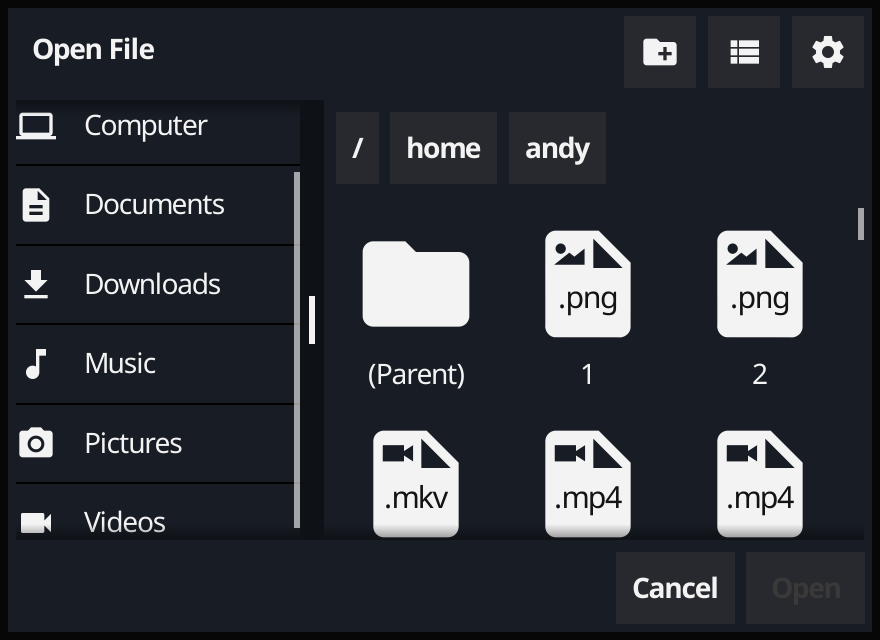 Open File
Computer
Documents
Downloads
Music
Pictures
Videos
/ home andy
.png .png
(Parent) 1 2
.mkv .mp4 .mp4
Cancel Open